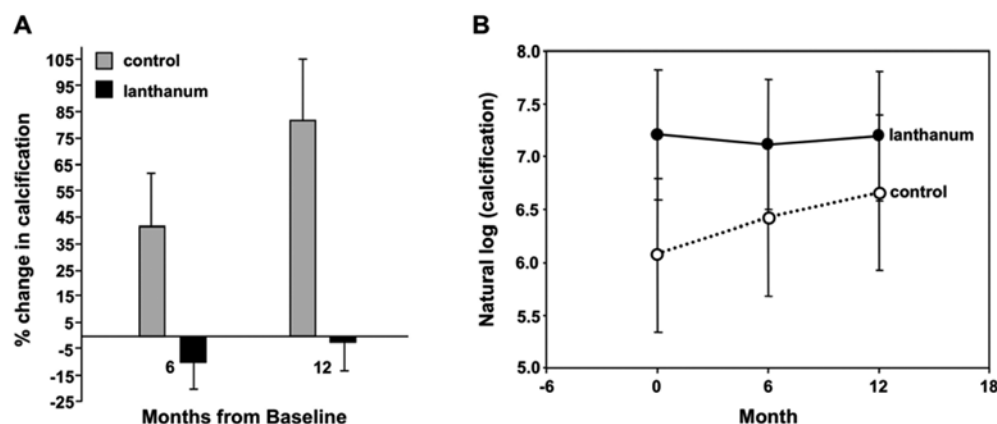 A
% change in calcification
105
95
85
75
65
55
45
35
25
15
5
-5
-15
-25
control
lanthanum
6
12
Months from Baseline
B
Natural log (calcification)
8.0
7.5
7.0
6.5
6.0
5.5
5.0
lanthanum
control
-6
0
6
12
18
Month